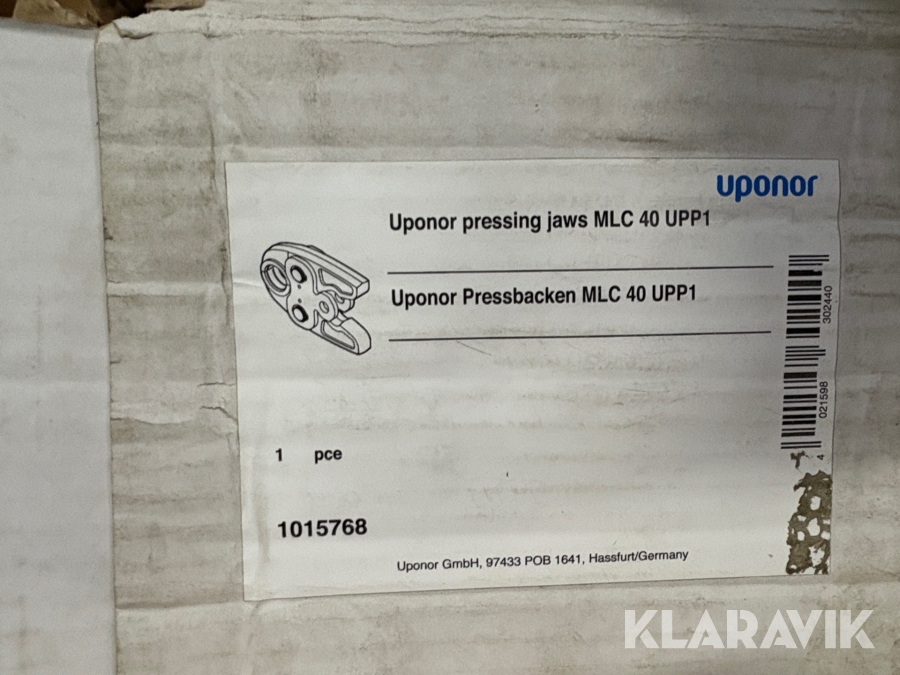 uponor
Uponor pressing jaws MLC 40 UPP1
Uponor Pressbacken MLC 40 UPP1
1 pce
1015768
Uponor GmbH, 97433 POB 1641, Hassfurt/Germany
4 021598 302440
KLARAVIK